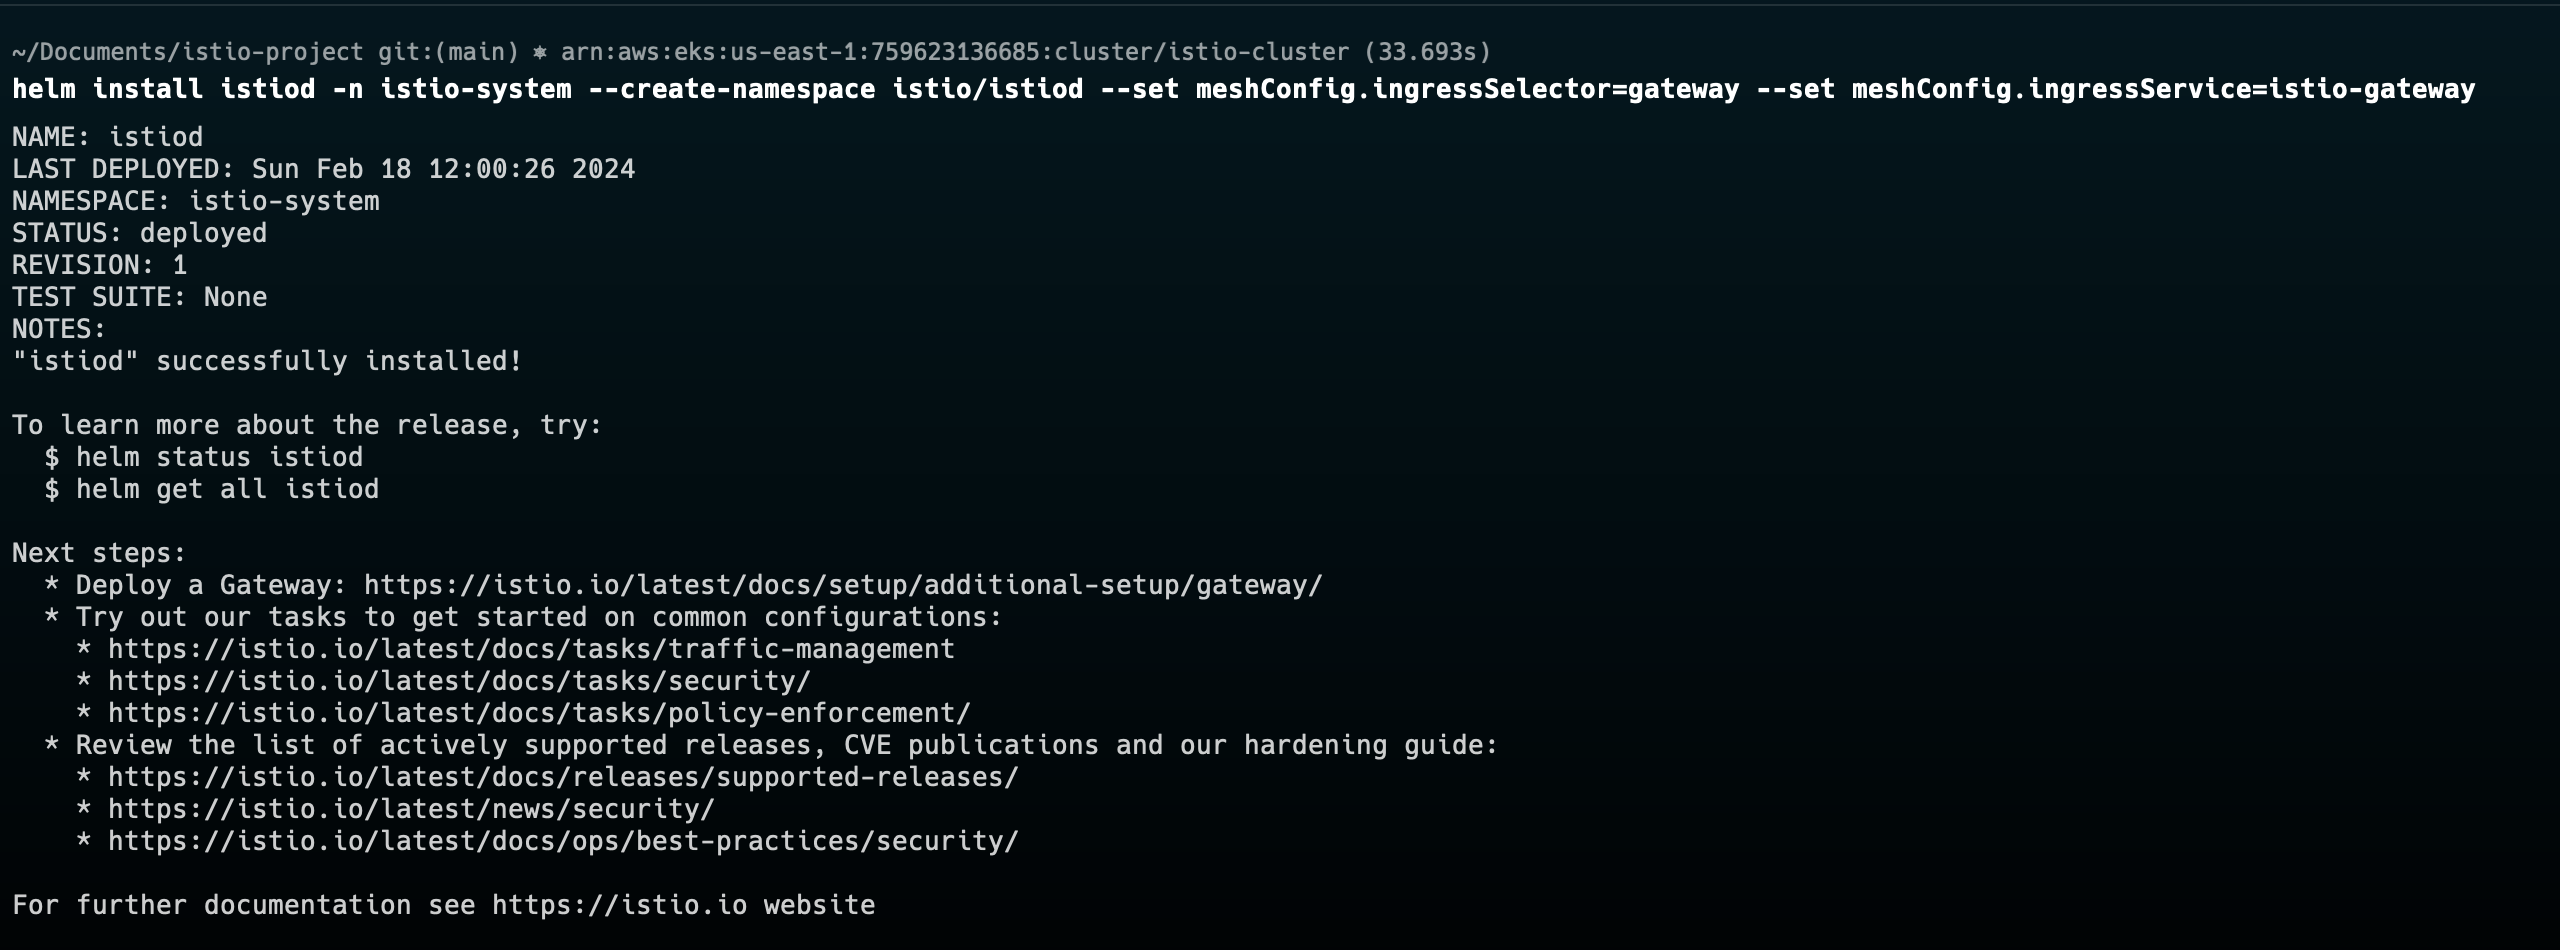 ~/Documents/istio-project git:(main) ⎈ arn:aws:eks:us-east-1:759623136685:cluster/istio-cluster (33.693s)
helm install istiod -n istio-system --create-namespace istio/istiod --set meshConfig.ingressSelector=gateway --set meshConfig.ingressService=istio-gateway
NAME: istiod
LAST DEPLOYED: Sun Feb 18 12:00:26 2024
NAMESPACE: istio-system
STATUS: deployed
REVISION: 1
TEST SUITE: None
NOTES:
"istiod" successfully installed!
To learn more about the release, try:
  $ helm status istiod
  $ helm get all istiod
Next steps:
  * Deploy a Gateway: https://istio.io/latest/docs/setup/additional-setup/gateway/
  * Try out our tasks to get started on common configurations:
    * https://istio.io/latest/docs/tasks/traffic-management
    * https://istio.io/latest/docs/tasks/security/
    * https://istio.io/latest/docs/tasks/policy-enforcement/
  * Review the list of actively supported releases, CVE publications and our hardening guide:
    * https://istio.io/latest/docs/releases/supported-releases/
    * https://istio.io/latest/news/security/
    * https://istio.io/latest/docs/ops/best-practices/security/
For further documentation see https://istio.io website